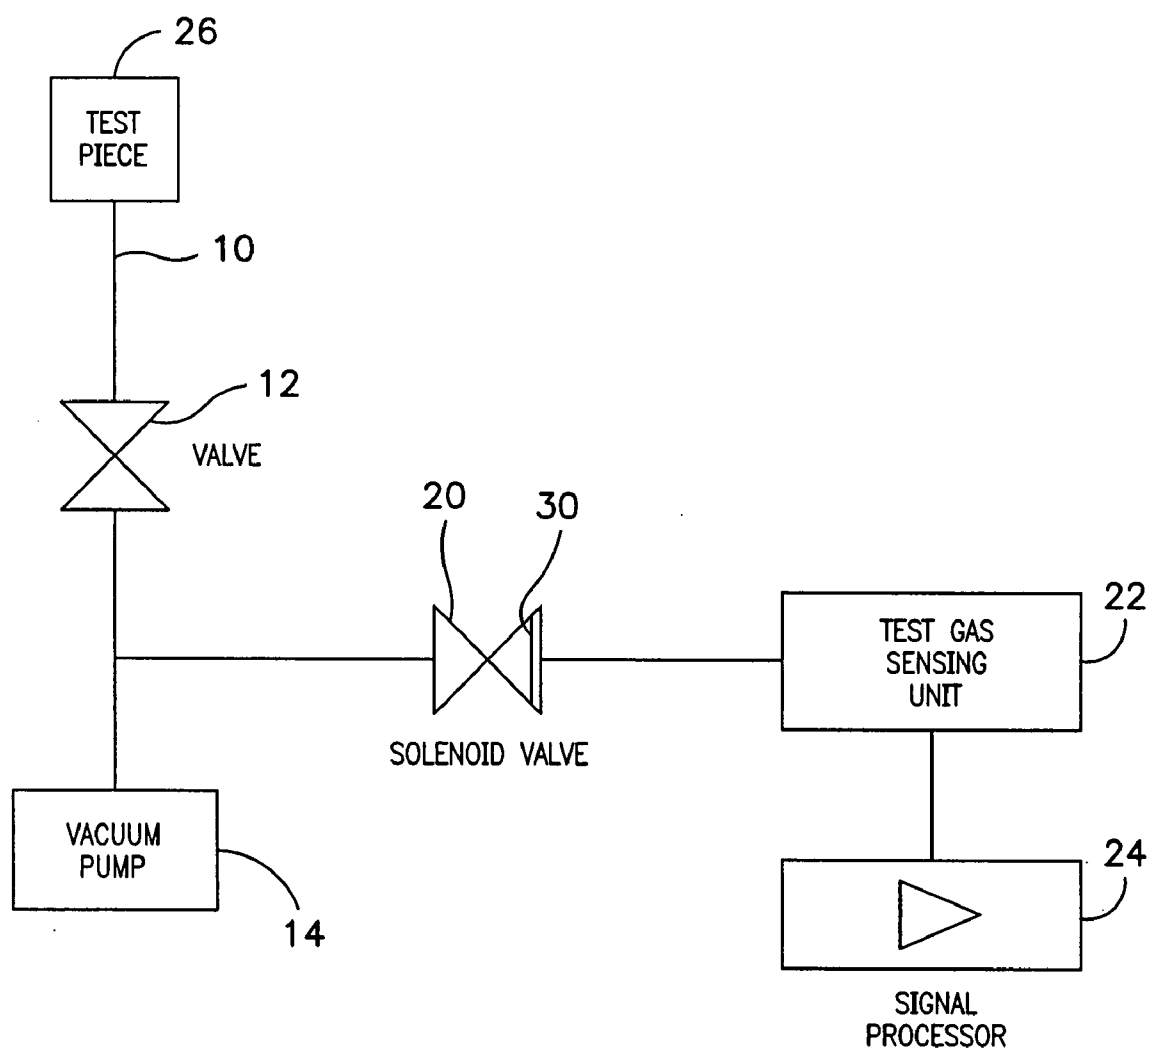 26
TEST
PIECE
10
12
VALVE
20
30
22
TEST GAS
SENSING
UNIT
SOLENOID VALVE
VACUUM
PUMP
14
24
SIGNAL
PROCESSOR